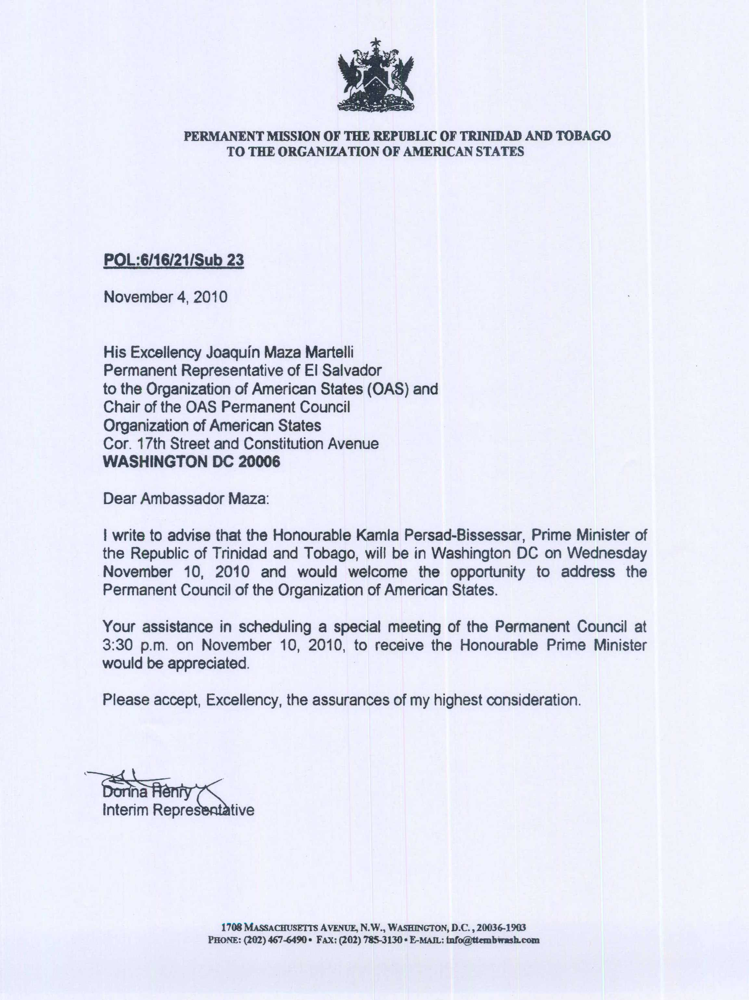 PERMANENT MISSION OF THE REPUBLIC OF TRINIDAD AND TOBAGO
TO THE ORGANIZATION OF AMERICAN STATES
POL:6/16/21/Sub 23
November 4, 2010
His Excellency Joaquín Maza Martelli
Permanent Representative of El Salvador
to the Organization of American States (OAS) and
Chair of the OAS Permanent Council
Organization of American States
Cor. 17th Street and Constitution Avenue
WASHINGTON DC 20006
Dear Ambassador Maza:
I write to advise that the Honourable Kamla Persad-Bissessar, Prime Minister of
the Republic of Trinidad and Tobago, will be in Washington DC on Wednesday
November 10, 2010 and would welcome the opportunity to address the
Permanent Council of the Organization of American States.
Your assistance in scheduling a special meeting of the Permanent Council at
3:30 p.m. on November 10, 2010, to receive the Honourable Prime Minister
would be appreciated.
Please accept, Excellency, the assurances of my highest consideration.
Donna Henry
Interim Representative
1708 MASSACHUSETTS AVENUE, N.W., WASHINGTON, D.C., 20036-1903
PHONE: (202) 467-6490 • FAX: (202) 785-3130 • E-MAIL: info@ttembwash.com